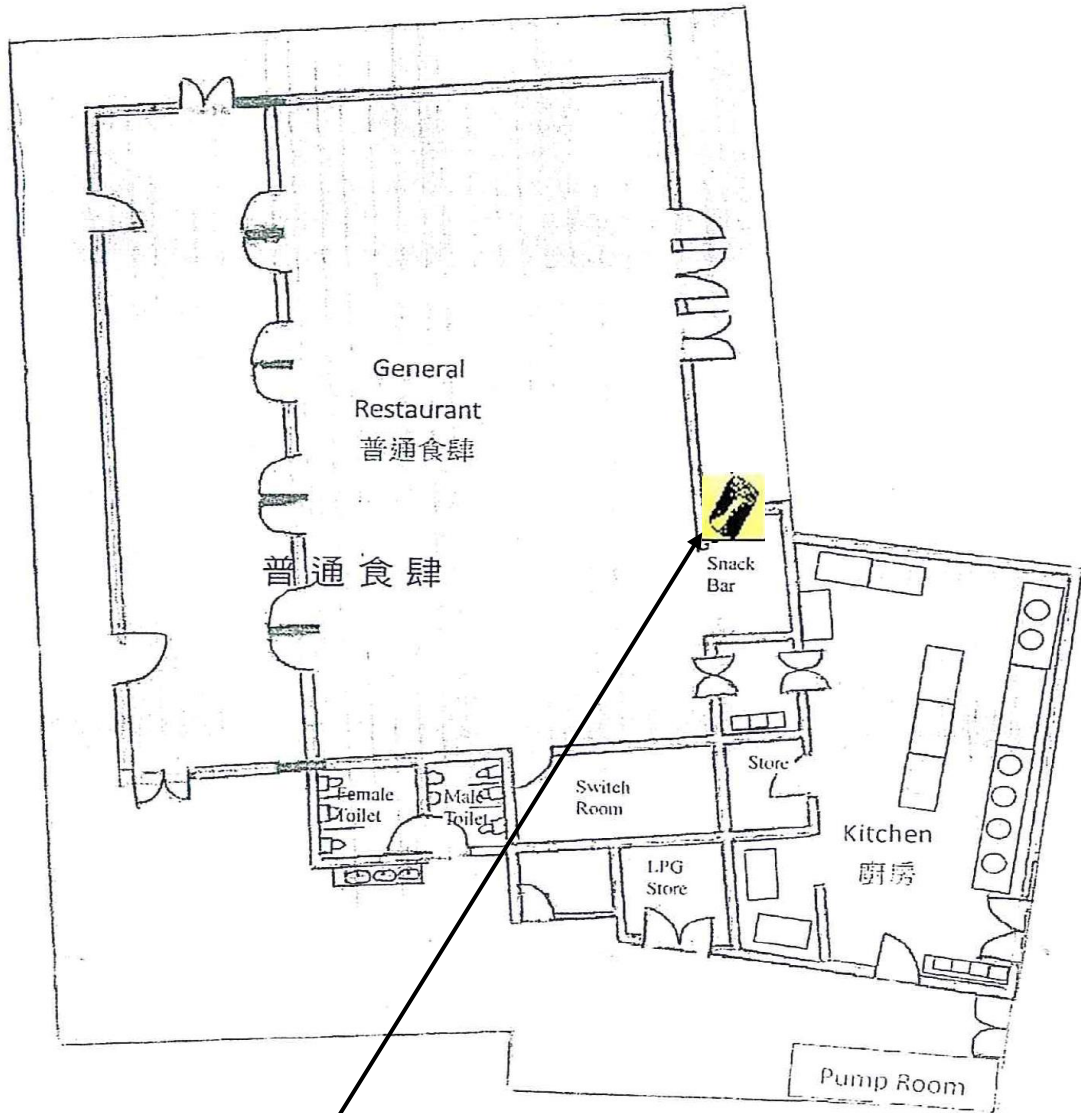 General
Restaurant
普通食肆
普通食肆
Snack
Bar
Store
Switch
Room
Female
Toilet
Male
Toilet
Kitchen
廚房
LPG
Store
Pump Room